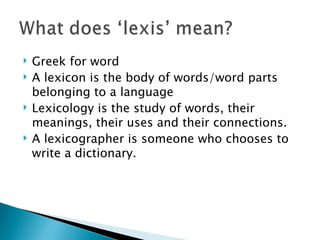 What does ‘lexis’ mean?
Greek for word
A lexicon is the body of words/word parts
belonging to a language
Lexicology is the study of words, their
meanings, their uses and their connections.
A lexicographer is someone who chooses to
write a dictionary.